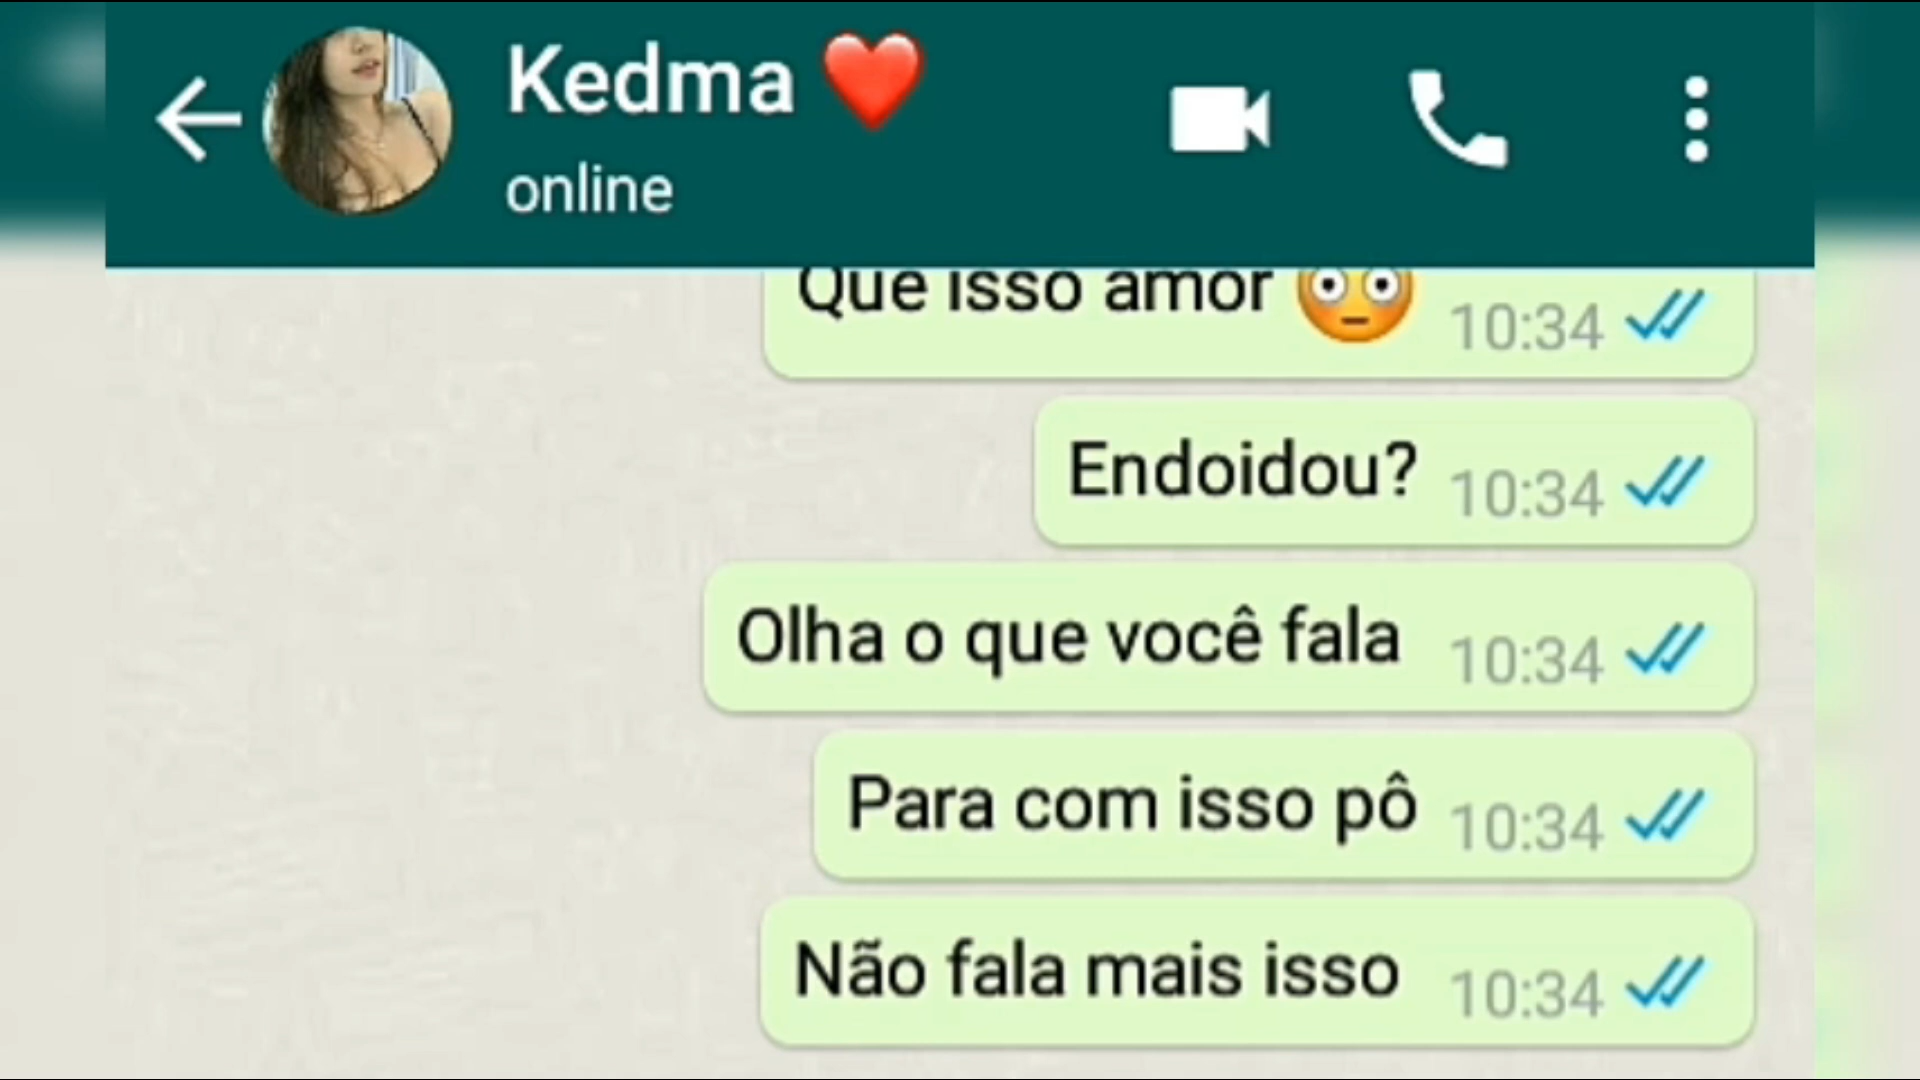 Kedma ❤️
online
Que isso amor 😳 10:34
Endoidou? 10:34
Olha o que você fala 10:34
Para com isso pô 10:34
Não fala mais isso 10:34